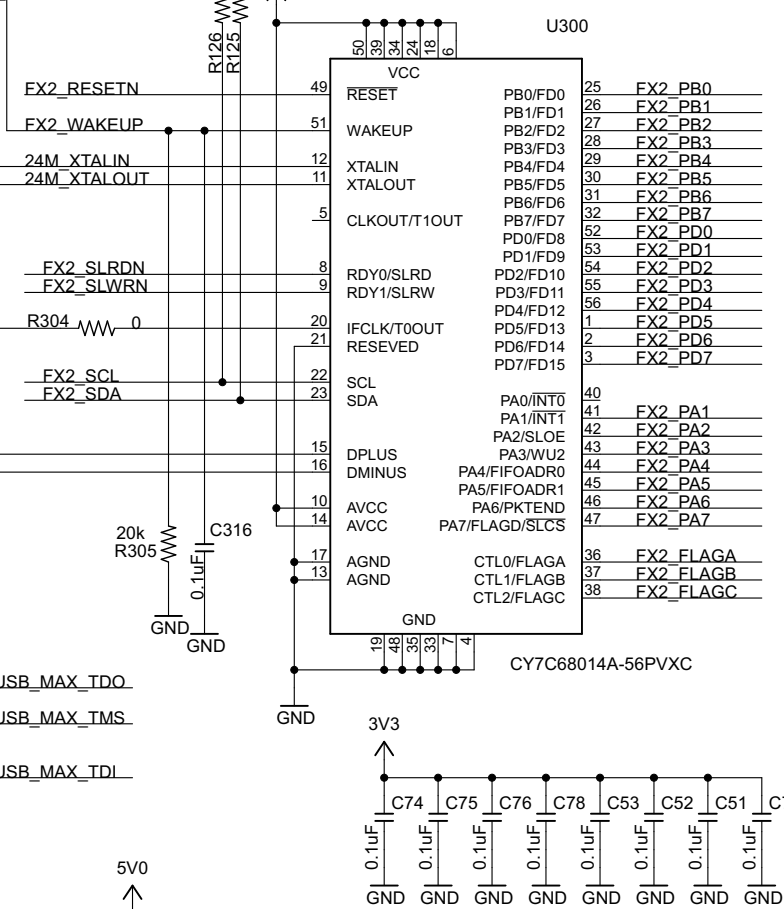 U300
R126
R125
50 39 34 24 18 6
VCC
FX2_RESETN 49 RESET PB0/FD0 25 FX2_PB0
PB1/FD1 26 FX2_PB1
FX2_WAKEUP 51 WAKEUP PB2/FD2 27 FX2_PB2
PB3/FD3 28 FX2_PB3
24M_XTALIN 12 XTALIN PB4/FD4 29 FX2_PB4
24M_XTALOUT 11 XTALOUT PB5/FD5 30 FX2_PB5
PB6/FD6 31 FX2_PB6
5 CLKOUT/T1OUT PB7/FD7 32 FX2_PB7
PD0/FD8 52 FX2_PD0
PD1/FD9 53 FX2_PD1
FX2_SLRDN 8 RDY0/SLRD PD2/FD10 54 FX2_PD2
FX2_SLWRN 9 RDY1/SLRW PD3/FD11 55 FX2_PD3
PD4/FD12 56 FX2_PD4
R304 0 20 IFCLK/T0OUT PD5/FD13 1 FX2_PD5
21 RESEVED PD6/FD14 2 FX2_PD6
PD7/FD15 3 FX2_PD7
FX2_SCL 22 SCL
FX2_SDA 23 SDA PA0/INT0 40
PA1/INT1 41 FX2_PA1
PA2/SLOE 42 FX2_PA2
15 DPLUS PA3/WU2 43 FX2_PA3
16 DMINUS PA4/FIFOADR0 44 FX2_PA4
PA5/FIFOADR1 45 FX2_PA5
10 AVCC PA6/PKTEND 46 FX2_PA6
14 AVCC PA7/FLAGD/SLCS 47 FX2_PA7
20k
R305
C316
0.1uF
17 AGND CTL0/FLAGA 36 FX2_FLAGA
13 AGND CTL1/FLAGB 37 FX2_FLAGB
CTL2/FLAGC 38 FX2_FLAGC
GND
GND
GND
19 48 35 33 7 4
CY7C68014A-56PVXC
GND
USB_MAX_TDO
USB_MAX_TMS
USB_MAX_TDI
3V3
C74 C75 C76 C78 C53 C52 C51
0.1uF 0.1uF 0.1uF 0.1uF 0.1uF 0.1uF 0.1uF 0.1uF
GND GND GND GND GND GND GND GND
5V0